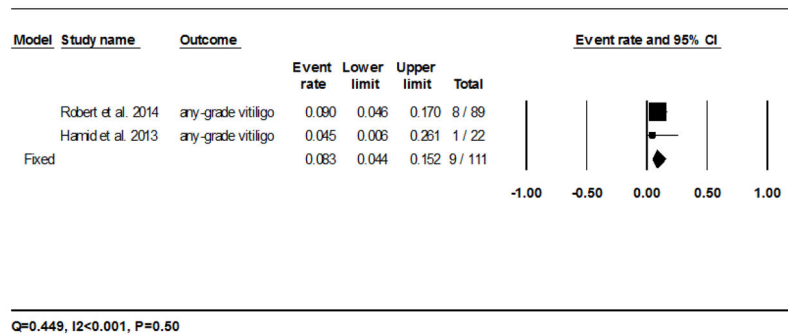 Model Study name Outcome Event rate and 95% CI
Event Lower Upper
rate limit limit Total
Robert et al. 2014 any-grade vitiligo 0.090 0.046 0.170 8 / 89
Hamid et al. 2013 any-grade vitiligo 0.045 0.006 0.261 1 / 22
Fixed 0.083 0.044 0.152 9 / 111
-1.00 -0.50 0.00 0.50 1.00
Q=0.449, I2<0.001, P=0.50